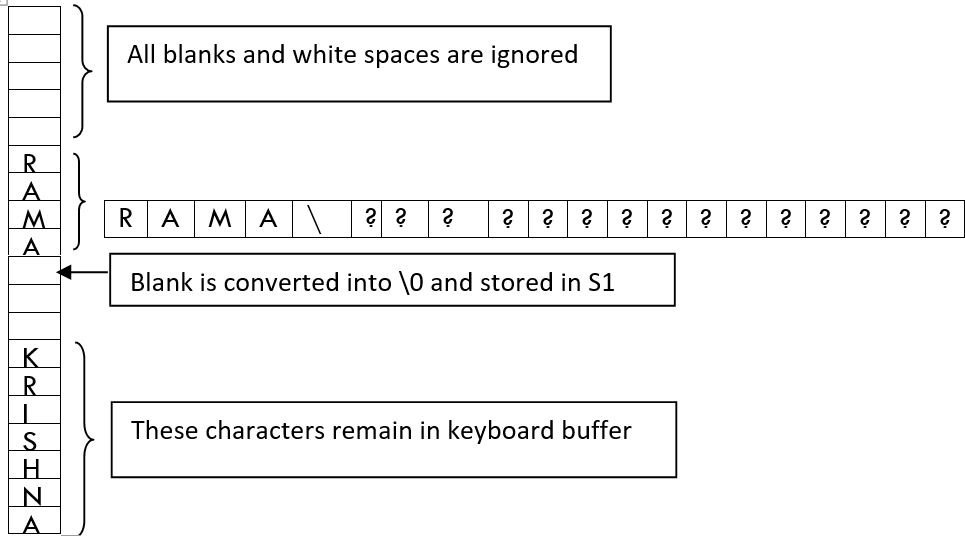 All blanks and white spaces are ignored
R
A
M
A
R A M A \ ? ? ? ? ? ? ? ? ? ? ? ? ? ? ?
Blank is converted into \0 and stored in S1
K
R
I
S
H
N
A
These characters remain in keyboard buffer